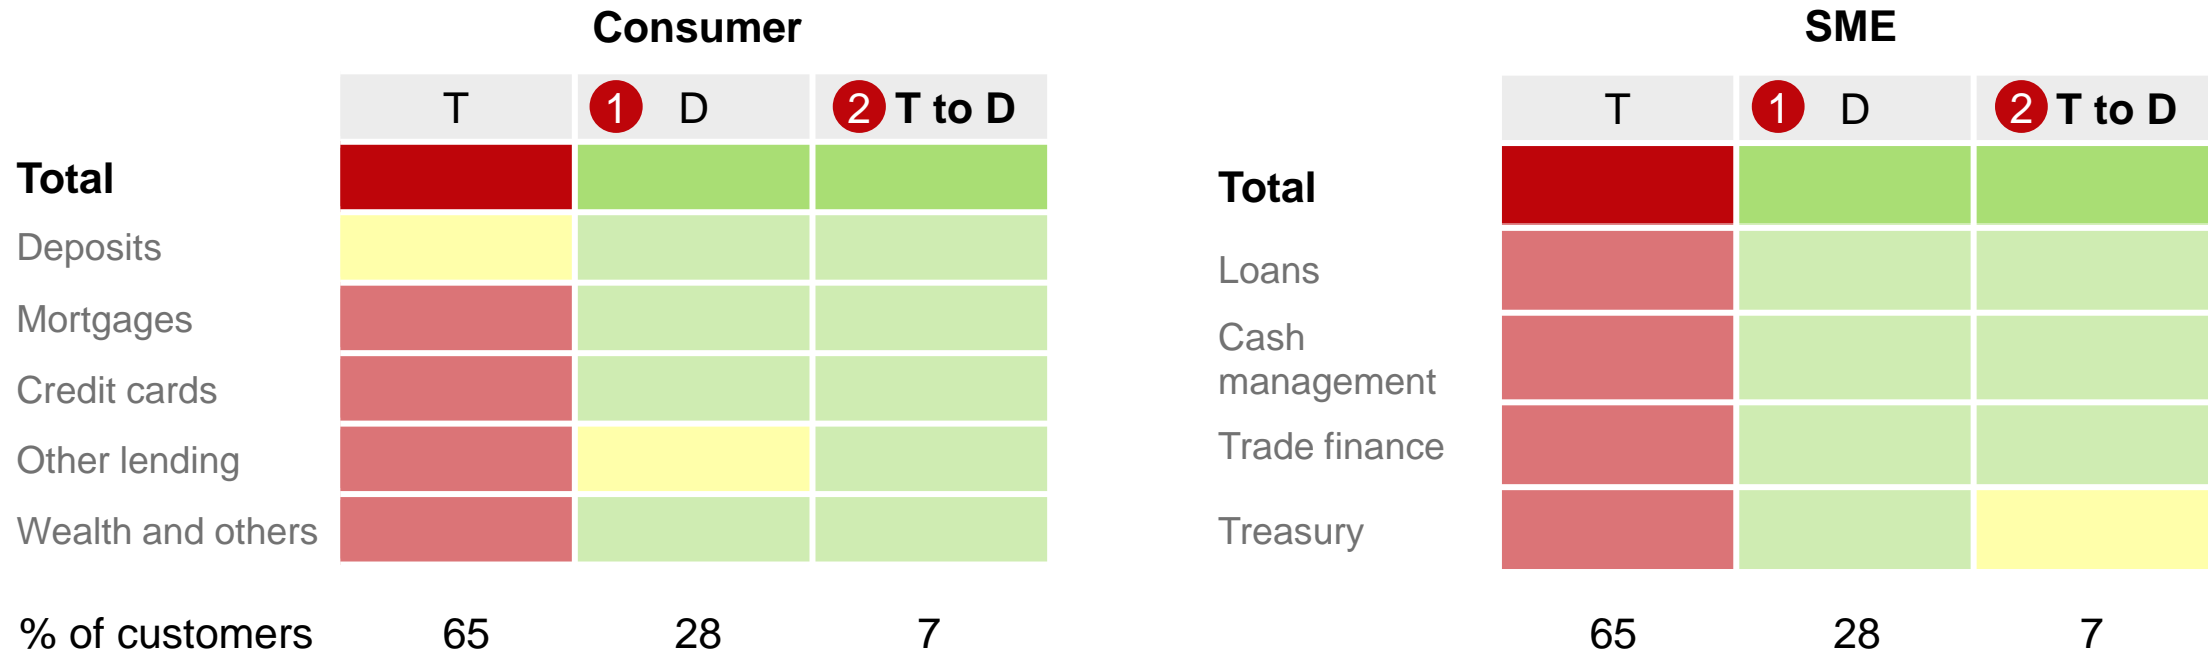 Consumer
T 1 D 2 T to D
Total
Deposits
Mortgages
Credit cards
Other lending
Wealth and others
% of customers 65 28 7
SME
T 1 D 2 T to D
Total
Loans
Cash
management
Trade finance
Treasury
65 28 7